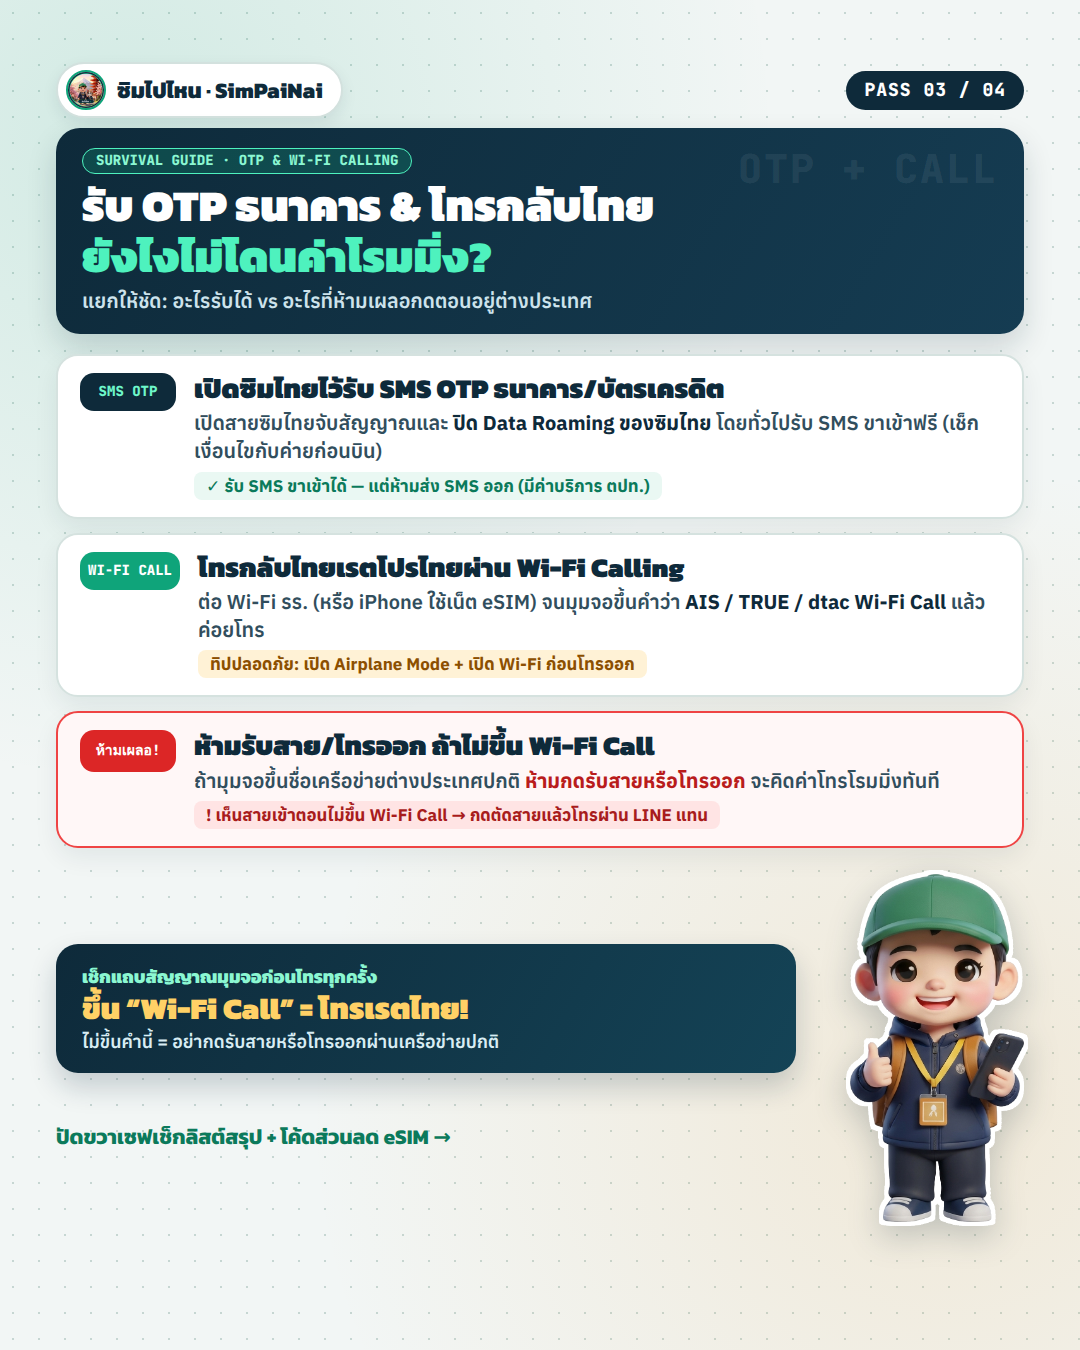 ซิมไปไหน · SimPaiNai
PASS 03 / 04
SURVIVAL GUIDE · OTP & WI-FI CALLING
OTP + CALL
รับ OTP ธนาคาร & โทรกลับไทย
ยังไงไม่โดนค่าโรมมิ่ง?
แยกให้ชัด: อะไรรับได้ vs อะไรที่ห้ามเผลอกดตอนอยู่ต่างประเทศ
SMS OTP
เปิดซิมไทยไว้รับ SMS OTP ธนาคาร/บัตรเครดิต
เปิดสายซิมไทยจับสัญญาณและ ปิด Data Roaming ของซิมไทย โดยทั่วไปรับ SMS ขาเข้าฟรี (เช็ก
เงื่อนไขกับค่ายก่อนบิน)
✓ รับ SMS ขาเข้าได้ — แต่ห้ามส่ง SMS ออก (มีค่าบริการ ตปท.)
WI-FI CALL
โทรกลับไทยเรตโปรไทยผ่าน Wi-Fi Calling
ต่อ Wi-Fi รร. (หรือ iPhone ใช้เน็ต eSIM) จนมุมจอขึ้นคำว่า AIS / TRUE / dtac Wi-Fi Call แล้ว
ค่อยโทร
ทิปปลอดภัย: เปิด Airplane Mode + เปิด Wi-Fi ก่อนโทรออก
ห้ามเผลอ!
ห้ามรับสาย/โทรออก ถ้าไม่ขึ้น Wi-Fi Call
ถ้ามุมจอขึ้นชื่อเครือข่ายต่างประเทศปกติ ห้ามกดรับสายหรือโทรออก จะคิดค่าโทรโรมมิ่งทันที
! เห็นสายเข้าตอนไม่ขึ้น Wi-Fi Call → กดตัดสายแล้วโทรผ่าน LINE แทน
เช็กแถบสัญญาณมุมจอก่อนโทรทุกครั้ง
ขึ้น “Wi-Fi Call” = โทรเรตไทย!
ไม่ขึ้นคำนี้ = อย่ากดรับสายหรือโทรออกผ่านเครือข่ายปกติ
ปัดขวาเซฟเช็กลิสต์สรุป + โค้ดส่วนลด eSIM →